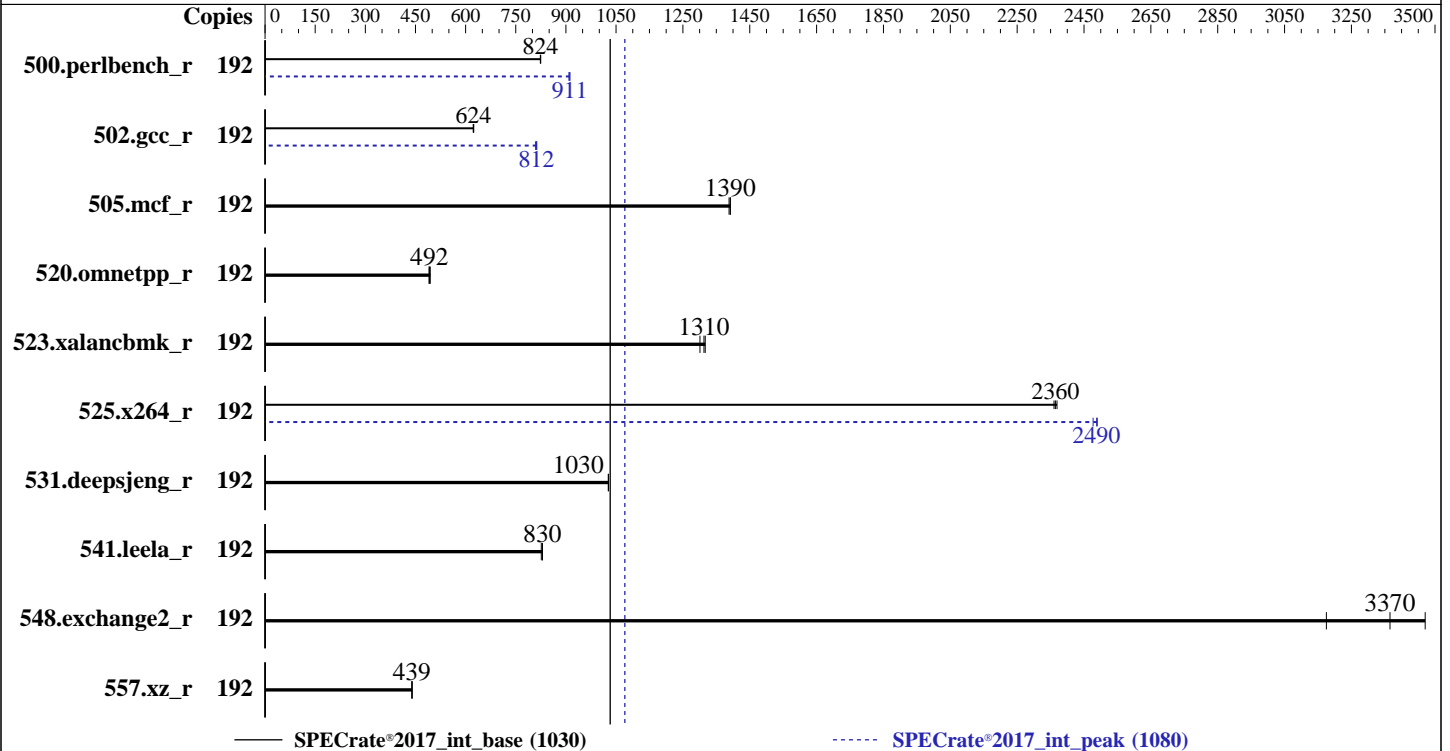 Copies 0 150 300 450 600 750 900 1050 1250 1450 1650 1850 2050 2250 2450 2650 2850 3050 3250 3500
824
500.perlbench_r 192
911
624
502.gcc_r 192
812
1390
505.mcf_r 192
492
520.omnetpp_r 192
1310
523.xalancbmk_r 192
2360
525.x264_r 192
2490
1030
531.deepsjeng_r 192
830
541.leela_r 192
3370
548.exchange2_r 192
439
557.xz_r 192
SPECrate®2017_int_base (1030) SPECrate®2017_int_peak (1080)